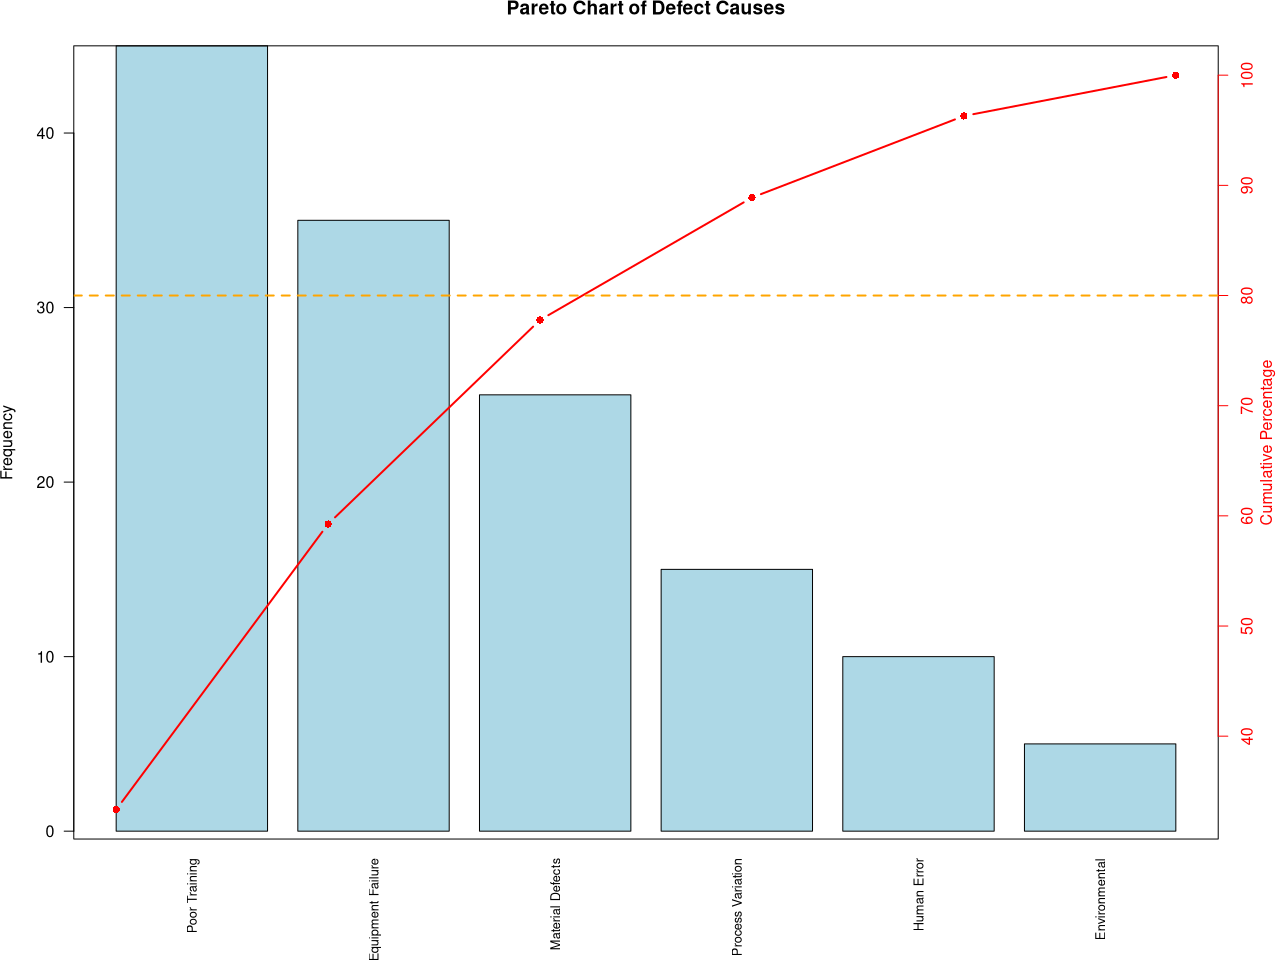 Pareto Chart of Defect Causes
Frequency
40
30
20
10
0
100
90
80
70
60
50
40
Cumulative Percentage
Poor Training
Equipment Failure
Material Defects
Process Variation
Human Error
Environmental